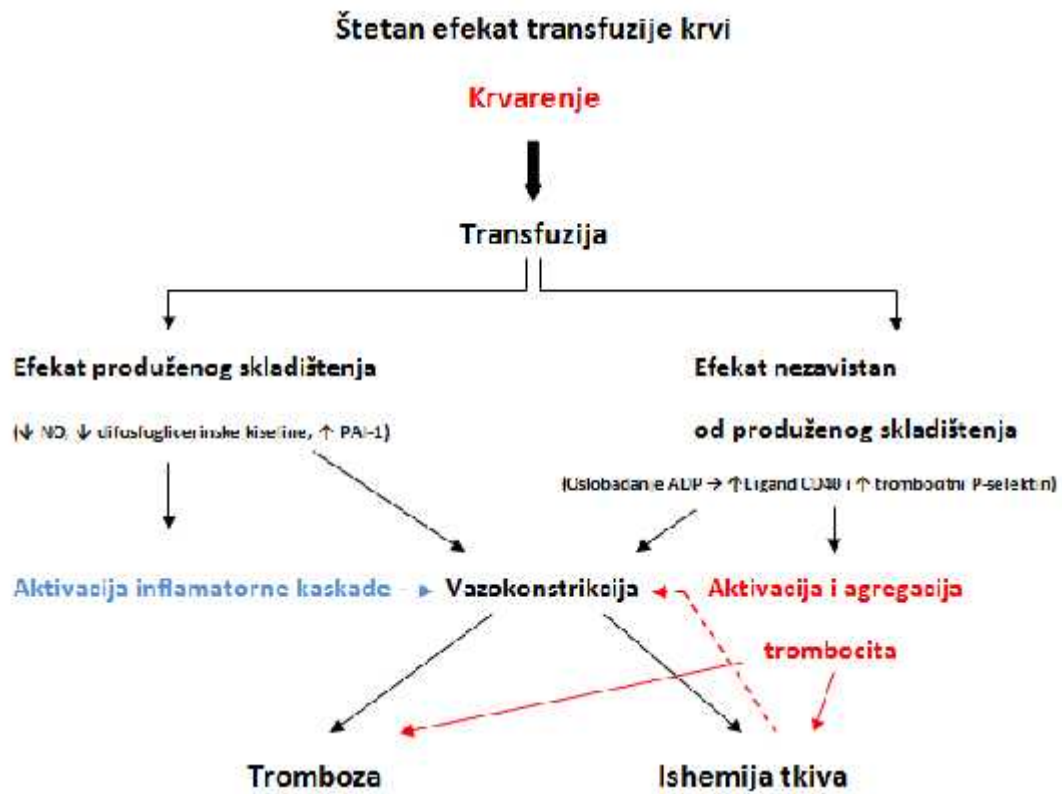 Štetan efekat transfuzije krvi
Krvarenje
Transfuzija
Efekat produženog skladištenja
(↓ NO, ↓ difosfoglicerinske kiseline, ↑ PAI-1)
Efekat nezavistan
od produženog skladištenja
(Oslobađanje ADP → ↑Ligand CD40 i ↑ trombocitni P-selektin)
Aktivacija inflamatorne kaskade
Vazokonstrikcija
Aktivacija i agregacija
trombocita
Tromboza
Ishemija tkiva